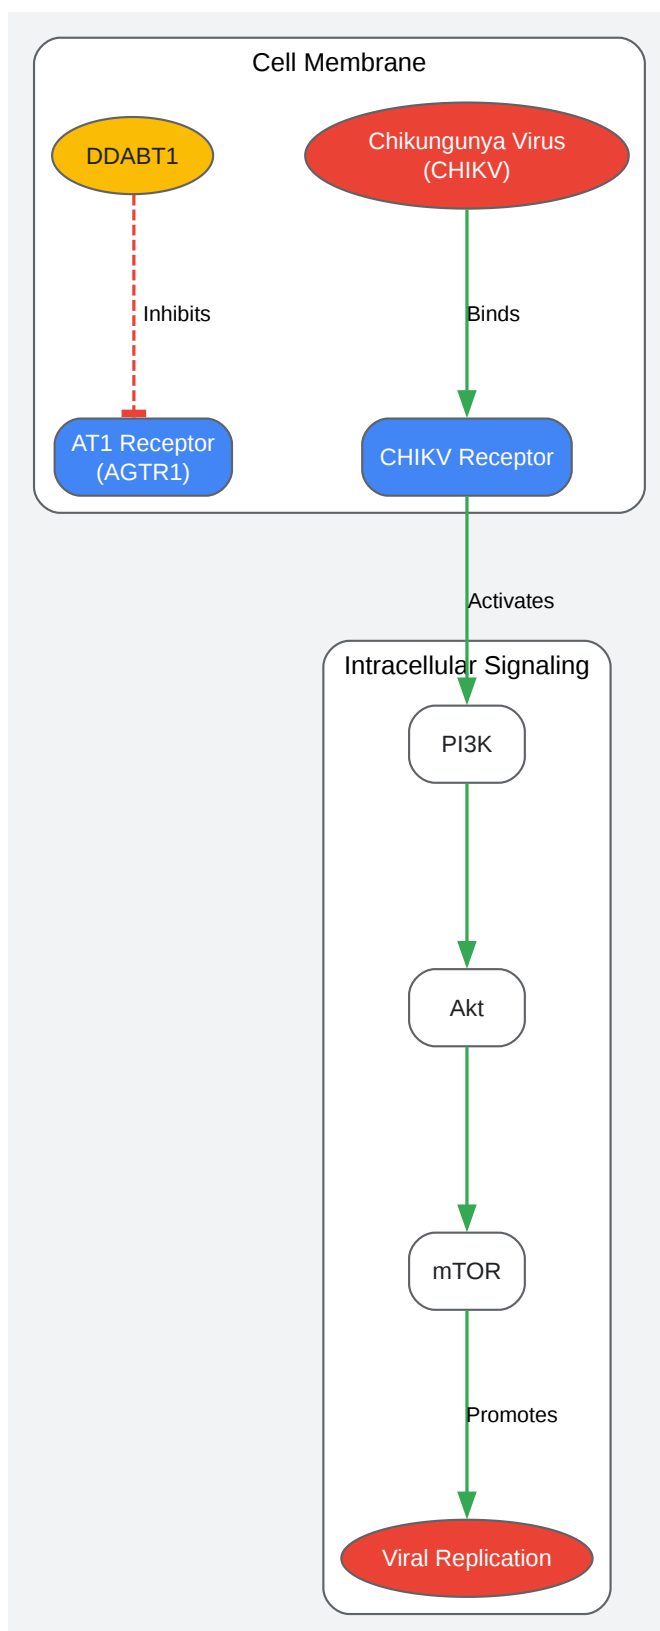 Cell Membrane
DDABT1
Chikungunya Virus
(CHIKV)
Inhibits
Binds
AT1 Receptor
(AGTR1)
CHIKV Receptor
Activates
Intracellular Signaling
PI3K
Akt
mTOR
Promotes
Viral Replication